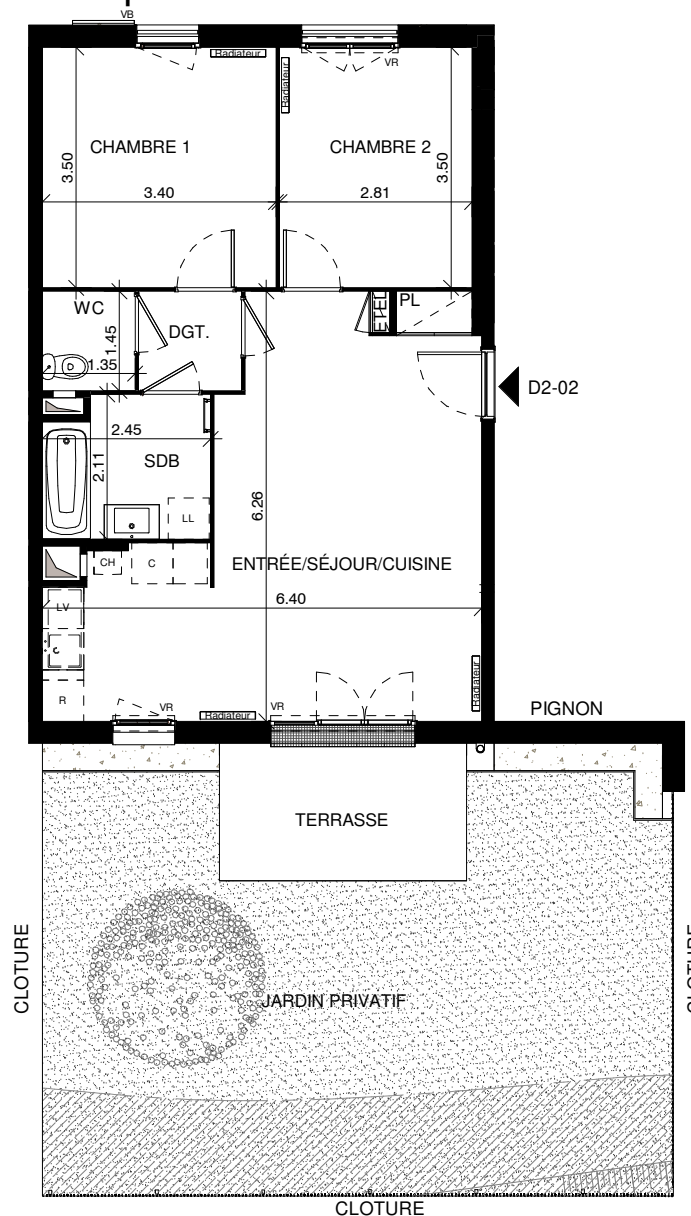 VB
Radiateur
VR
Radiateur
CHAMBRE 1
CHAMBRE 2
3.50
3.50
3.40
2.81
WC
ETEL
PL
DGT.
1.45
1.35
D2-02
2.45
SDB
2.11
6.26
LL
CH
C
ENTRÉE/SÉJOUR/CUISINE
6.40
LV
R
VR
Radiateur
VR
Radiateur
PIGNON
TERRASSE
CLOTURE
CLOTURE
JARDIN PRIVATIF
CLOTURE